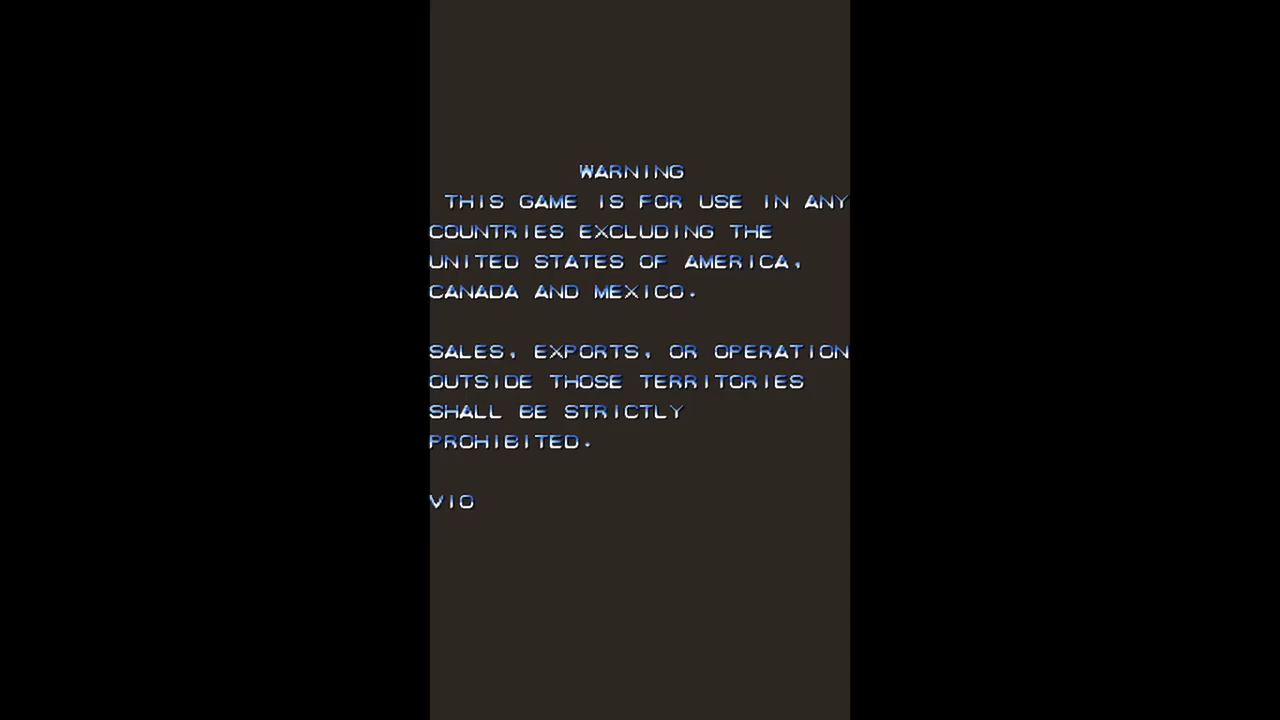 WARNING
THIS GAME IS FOR USE IN ANY
COUNTRIES EXCLUDING THE
UNITED STATES OF AMERICA,
CANADA AND MEXICO.
SALES, EXPORTS, OR OPERATION
OUTSIDE THOSE TERRITORIES
SHALL BE STRICTLY
PROHIBITED.
VIO